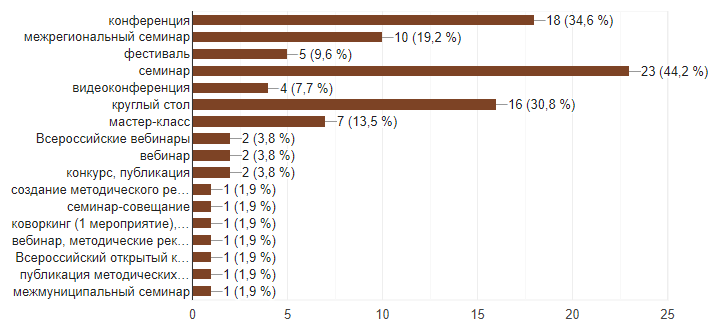 конференция 18 (34,6 %)
межрегиональный семинар 10 (19,2 %)
фестиваль 5 (9,6 %)
семинар 23 (44,2 %)
видеоконференция 4 (7,7 %)
круглый стол 16 (30,8 %)
мастер-класс 7 (13,5 %)
Всероссийские вебинары 2 (3,8 %)
вебинар 2 (3,8 %)
конкурс, публикация 2 (3,8 %)
создание методического ре… 1 (1,9 %)
семинар-совещание 1 (1,9 %)
коворкинг (1 мероприятие),… 1 (1,9 %)
вебинар, методические рек… 1 (1,9 %)
Всероссийский открытый к… 1 (1,9 %)
публикация методических… 1 (1,9 %)
межмуниципальный семинар 1 (1,9 %)
0 5 10 15 20 25